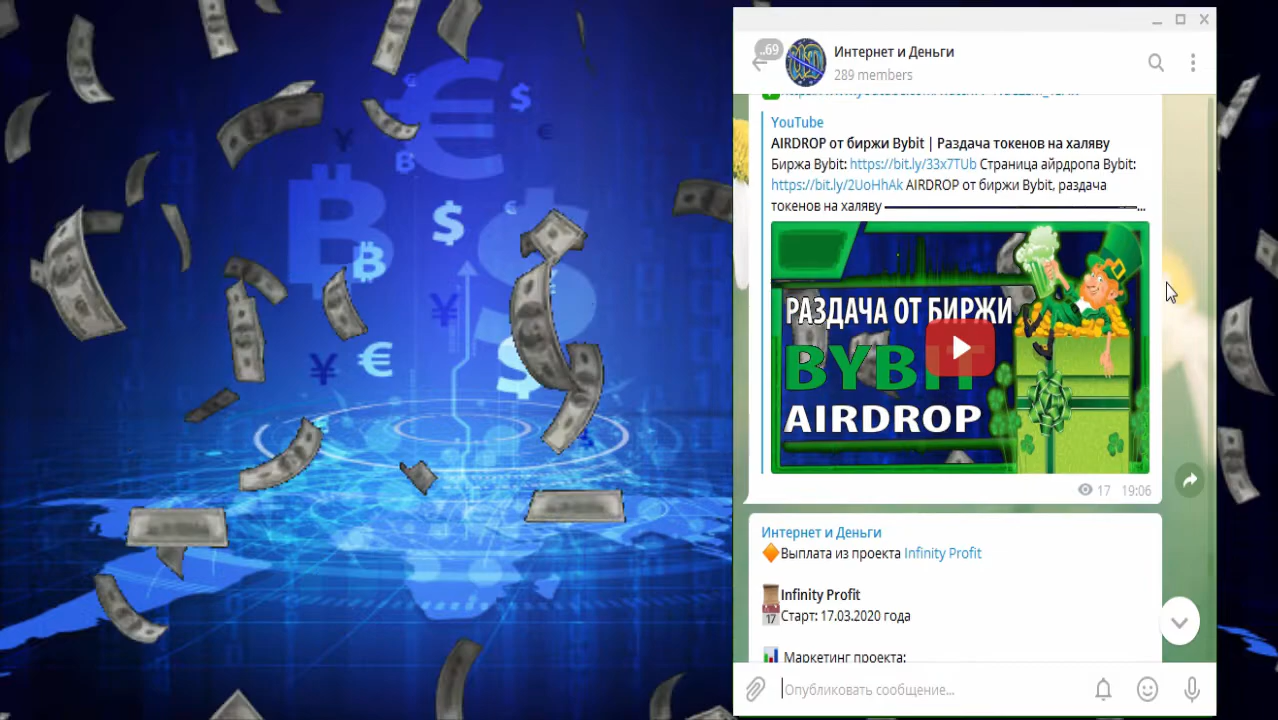 ..69
Интернет и Деньги
289 members
YouTube
AIRDROP от биржи Bybit | Раздача токенов на халяву
Биржа Bybit: https://bit.ly/33x7TUb Страница айрдропа Bybit:
https://bit.ly/2UoHhAk AIRDROP от биржи Bybit, раздача
токенов на халяву ━━━━━━━━━━━━━━━━━━━━...
РАЗДАЧА ОТ БИРЖИ
BYBIT
AIRDROP
17 19:06
Интернет и Деньги
🔶Выплата из проекта Infinity Profit
Infinity Profit
17
Старт: 17.03.2020 года
📊 Маркетинг проекта:
Опубликовать сообщение...